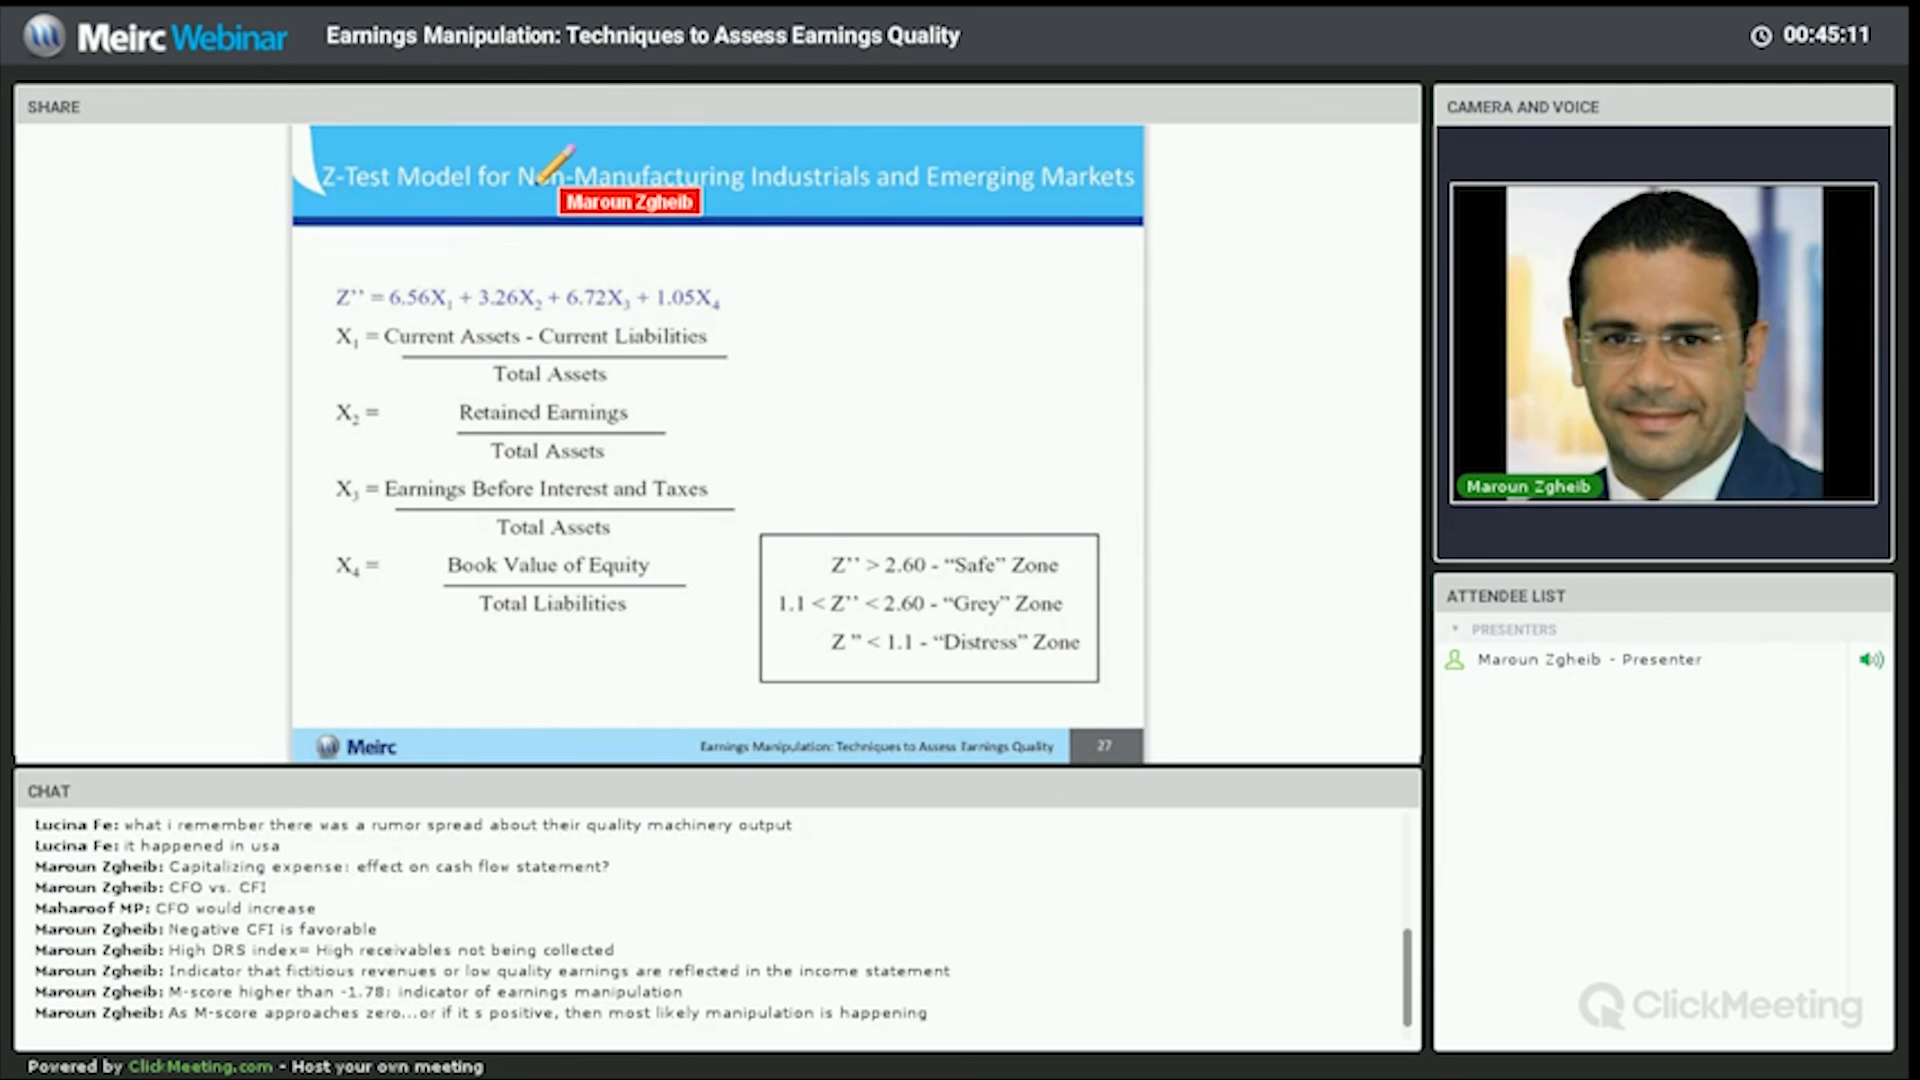 Meirc Webinar
Earnings Manipulation: Techniques to Assess Earnings Quality
00:45:11
SHARE
Z-Test Model for Non-Manufacturing Industrials and Emerging Markets
Maroun Zgheib
Z’’ = 6.56X1 + 3.26X2 + 6.72X3 + 1.05X4
X1 = Current Assets - Current Liabilities
Total Assets
X2 = Retained Earnings
Total Assets
X3 = Earnings Before Interest and Taxes
Total Assets
X4 = Book Value of Equity
Total Liabilities
Z’’ > 2.60 - “Safe” Zone
1.1 < Z’’ < 2.60 - “Grey” Zone
Z ” < 1.1 - “Distress” Zone
Meirc
Earnings Manipulation: Techniques to Assess Earnings Quality
27
CAMERA AND VOICE
Maroun Zgheib
ATTENDEE LIST
PRESENTERS
Maroun Zgheib - Presenter
CHAT
Lucina Fe: what i remember there was a rumor spread about their quality machinery output
Lucina Fe: it happened in usa
Maroun Zgheib: Capitalizing expense: effect on cash flow statement?
Maroun Zgheib: CFO vs. CFI
Maharoof MP: CFO would increase
Maroun Zgheib: Negative CFI is favorable
Maroun Zgheib: High DRS index= High receivables not being collected
Maroun Zgheib: Indicator that fictitious revenues or low quality earnings are reflected in the income statement
Maroun Zgheib: M-score higher than -1.78: indicator of earnings manipulation
Maroun Zgheib: As M-score approaches zero...or if it s positive, then most likely manipulation is happening
ClickMeeting
Powered by ClickMeeting.com - Host your own meeting